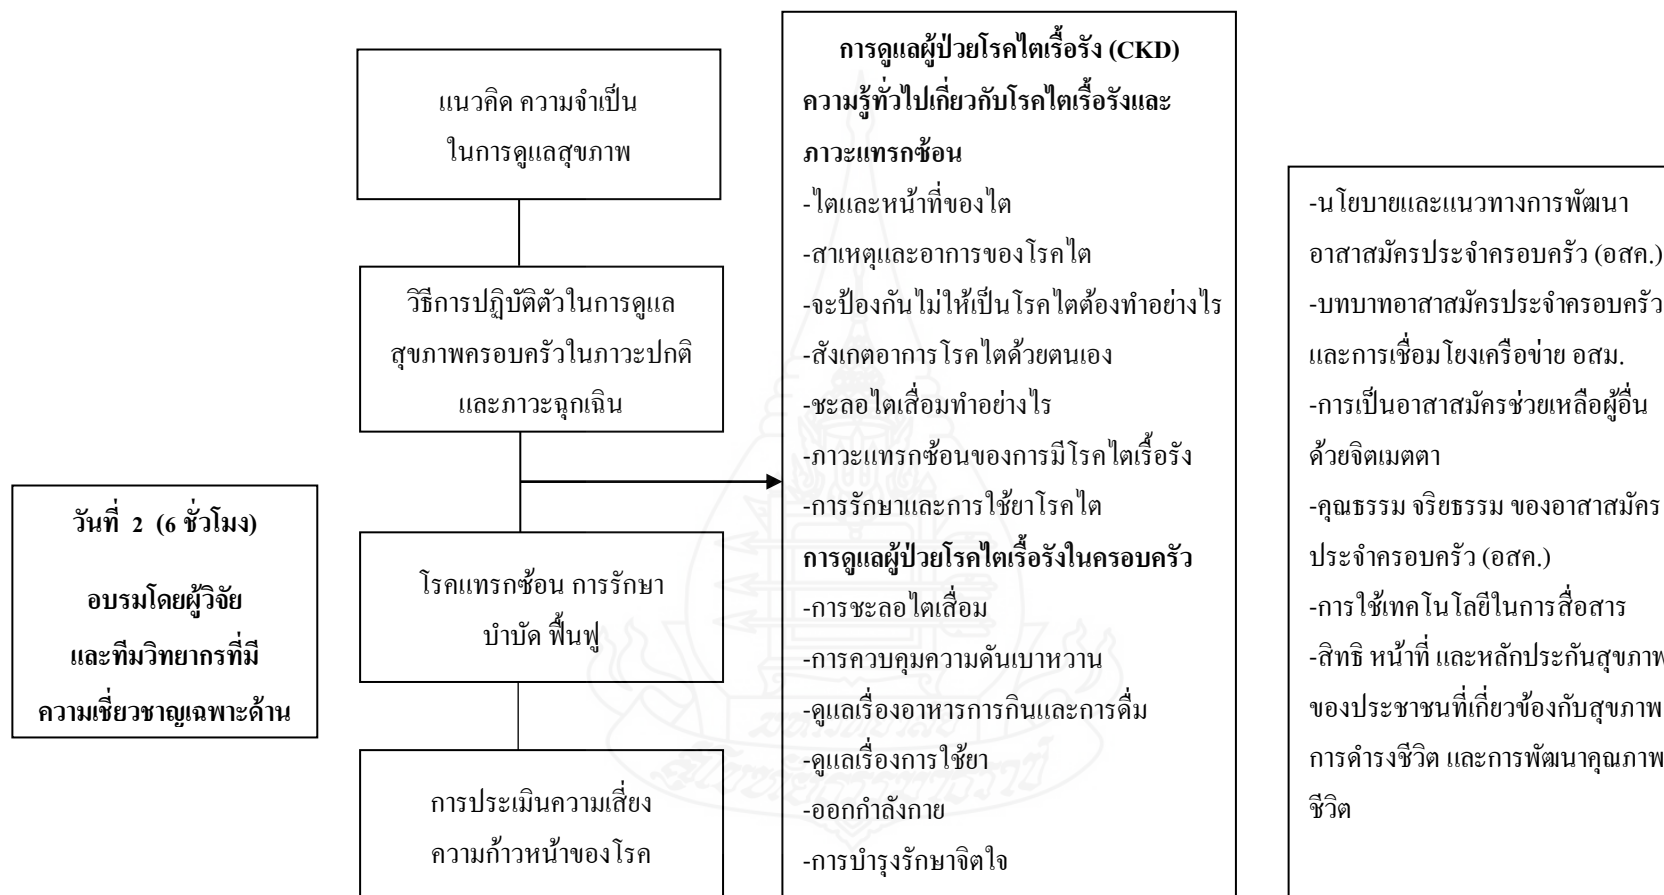 วันที่ 2 (6 ชั่วโมง)
อบรมโดยผู้วิจัย
และทีมวิทยากรที่มี
ความเชี่ยวชาญเฉพาะด้าน
แนวคิด ความจำเป็น
ในการดูแลสุขภาพ
วิธีการปฏิบัติตัวในการดูแล
สุขภาพครอบครัวในภาวะปกติ
และภาวะฉุกเฉิน
โรคแทรกซ้อน การรักษา
บำบัด ฟื้นฟู
การประเมินความเสี่ยง
ความก้าวหน้าของโรค
การดูแลผู้ป่วยโรคไตเรื้อรัง (CKD)
ความรู้ทั่วไปเกี่ยวกับโรคไตเรื้อรังและ
ภาวะแทรกซ้อน
-ไตและหน้าที่ของไต
-สาเหตุและอาการของโรคไต
-จะป้องกันไม่ให้เป็นโรคไตต้องทำอย่างไร
-สังเกตอาการโรคไตด้วยตนเอง
-ชะลอไตเสื่อมทำอย่างไร
-ภาวะแทรกซ้อนของการมีโรคไตเรื้อรัง
-การรักษาและการใช้ยาโรคไต
การดูแลผู้ป่วยโรคไตเรื้อรังในครอบครัว
-การชะลอไตเสื่อม
-การควบคุมความดันเบาหวาน
-ดูแลเรื่องอาหารการกินและการดื่ม
-ดูแลเรื่องการใช้ยา
-ออกกำลังกาย
-การบำรุงรักษาจิตใจ
-นโยบายและแนวทางการพัฒนา
อาสาสมัครประจำครอบครัว (อสค.)
-บทบาทอาสาสมัครประจำครอบครัว
และการเชื่อมโยงเครือข่าย อสม.
-การเป็นอาสาสมัครช่วยเหลือผู้อื่น
ด้วยจิตเมตตา
-คุณธรรม จริยธรรม ของอาสาสมัคร
ประจำครอบครัว (อสค.)
-การใช้เทคโนโลยีในการสื่อสาร
-สิทธิ หน้าที่ และหลักประกันสุขภาพ
ของประชาชนที่เกี่ยวข้องกับสุขภาพ
การดำรงชีวิต และการพัฒนาคุณภาพ
ชีวิต